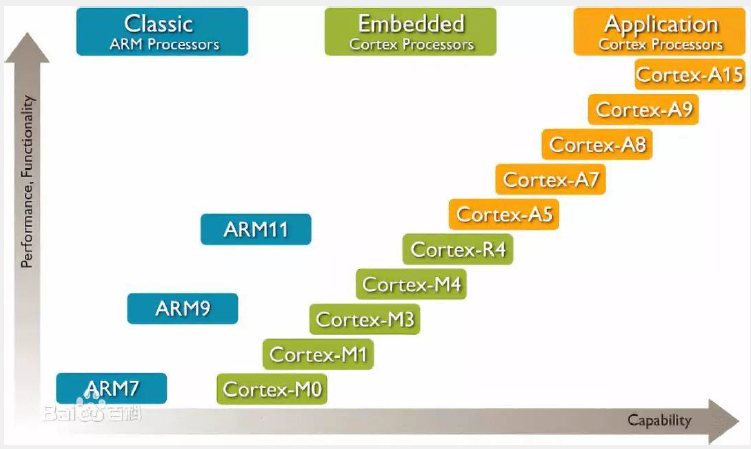 Classic
ARM Processors
Embedded
Cortex Processors
Application
Cortex Processors
Cortex-A15
Cortex-A9
Cortex-A8
Cortex-A7
Cortex-A5
ARM11
Cortex-R4
Cortex-M4
ARM9
Cortex-M3
Cortex-M1
ARM7
Cortex-M0
Performance, Functionality
Capability
Bai百科